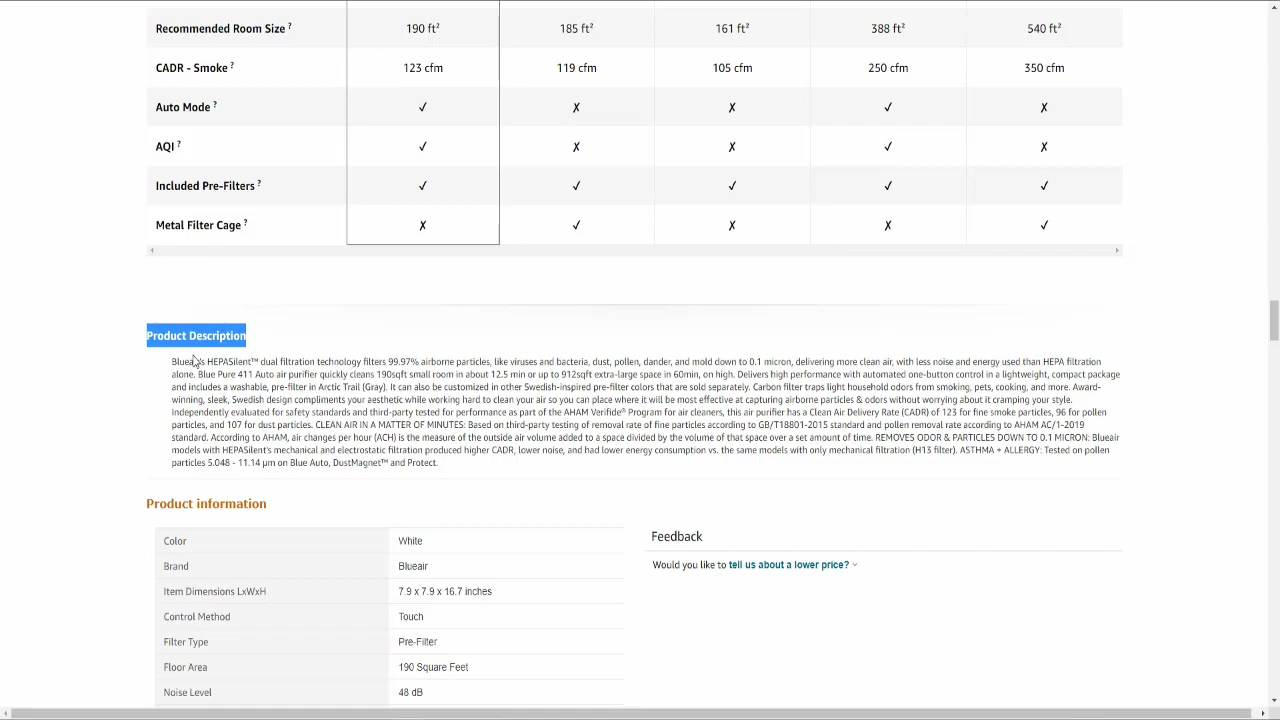 Recommended Room Size ? 190 ft² 185 ft² 161 ft² 388 ft² 540 ft²
CADR - Smoke ? 123 cfm 119 cfm 105 cfm 250 cfm 350 cfm
Auto Mode ? ✓ ✗ ✗ ✓ ✗
AQI ? ✓ ✗ ✗ ✓ ✗
Included Pre-Filters ? ✓ ✓ ✓ ✓ ✓
Metal Filter Cage ? ✗ ✓ ✗ ✗ ✓
Product Description
Blueair's HEPASilent™ dual filtration technology filters 99.97% airborne particles, like viruses and bacteria, dust, pollen, dander, and mold down to 0.1 micron, delivering more clean air, with less noise and energy used than HEPA filtration
alone. Blue Pure 411 Auto air purifier quickly cleans 190sqft small room in about 12.5 min or up to 912sqft extra-large space in 60min, on high. Delivers high performance with automated one-button control in a lightweight, compact package
and includes a washable, pre-filter in Arctic Trail (Gray). It can also be customized in other Swedish-inspired pre-filter colors that are sold separately. Carbon filter traps light household odors from smoking, pets, cooking, and more. Award-
winning, sleek, Swedish design compliments your aesthetic while working hard to clean your air so you can place where it will be most effective at capturing airborne particles & odors without worrying about it cramping your style.
Independently evaluated for safety standards and third-party tested for performance as part of the AHAM Verifide® Program for air cleaners, this air purifier has a Clean Air Delivery Rate (CADR) of 123 for fine smoke particles, 96 for pollen
particles, and 107 for dust particles. CLEAN AIR IN A MATTER OF MINUTES: Based on third-party testing of removal rate of fine particles according to GB/T18801-2015 standard and pollen removal rate according to AHAM AC/1-2019
standard. According to AHAM, air changes per hour (ACH) is the measure of the outside air volume added to a space divided by the volume of that space over a set amount of time. REMOVES ODOR & PARTICLES DOWN TO 0.1 MICRON: Blueair
models with HEPASilent's mechanical and electrostatic filtration produced higher CADR, lower noise, and had lower energy consumption vs. the same models with only mechanical filtration (H13 filter). ASTHMA + ALLERGY: Tested on pollen
particles 5.048 - 11.14 µm on Blue Auto, DustMagnet™ and Protect.
Product information
Color White
Brand Blueair
Item Dimensions LxWxH 7.9 x 7.9 x 16.7 inches
Control Method Touch
Filter Type Pre-Filter
Floor Area 190 Square Feet
Noise Level 48 dB
Feedback
Would you like to tell us about a lower price?